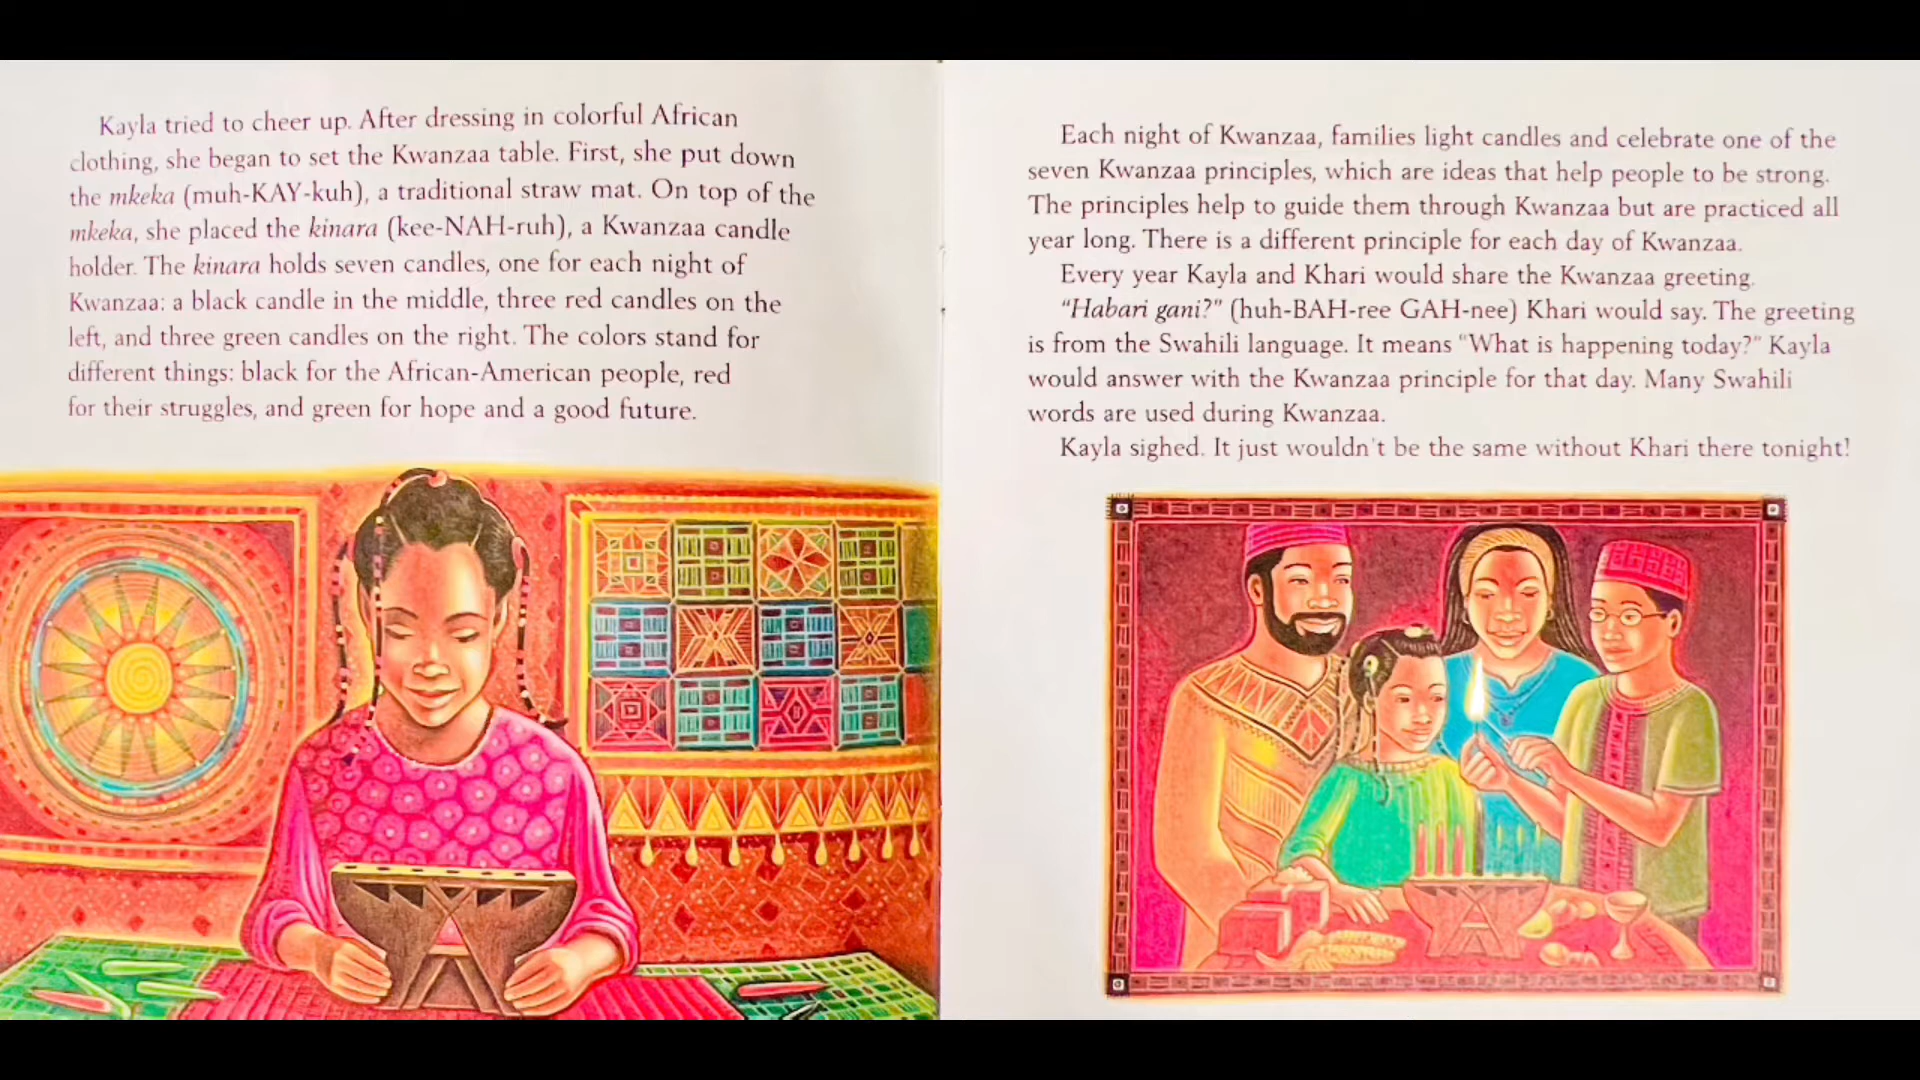 Kayla tried to cheer up. After dressing in colorful African
clothing, she began to set the Kwanzaa table. First, she put down
the mkeka (muh-KAY-kuh), a traditional straw mat. On top of the
mkeka, she placed the kinara (kee-NAH-ruh), a Kwanzaa candle
holder. The kinara holds seven candles, one for each night of
Kwanzaa: a black candle in the middle, three red candles on the
left, and three green candles on the right. The colors stand for
different things: black for the African-American people, red
for their struggles, and green for hope and a good future.
Each night of Kwanzaa, families light candles and celebrate one of the
seven Kwanzaa principles, which are ideas that help people to be strong.
The principles help to guide them through Kwanzaa but are practiced all
year long. There is a different principle for each day of Kwanzaa.
Every year Kayla and Khari would share the Kwanzaa greeting.
"Habari gani?" (huh-BAH-ree GAH-nee) Khari would say. The greeting
is from the Swahili language. It means "What is happening today?" Kayla
would answer with the Kwanzaa principle for that day. Many Swahili
words are used during Kwanzaa.
Kayla sighed. It just wouldn't be the same without Khari there tonight!